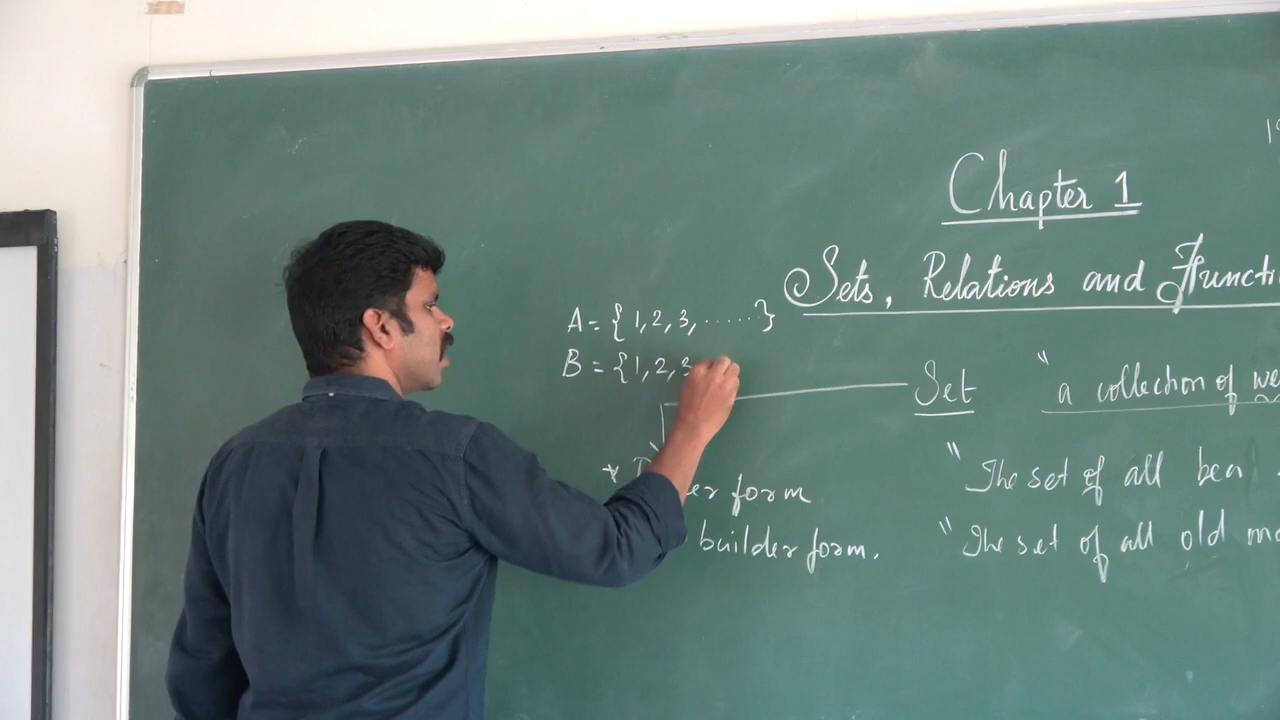 Chapter 1
Sets, Relations and Functi
A = { 1, 2, 3, ...... }
B = { 1, 2, 3
Set " a collection of we
* er form
builder form.
" The set of all
" The set of all old